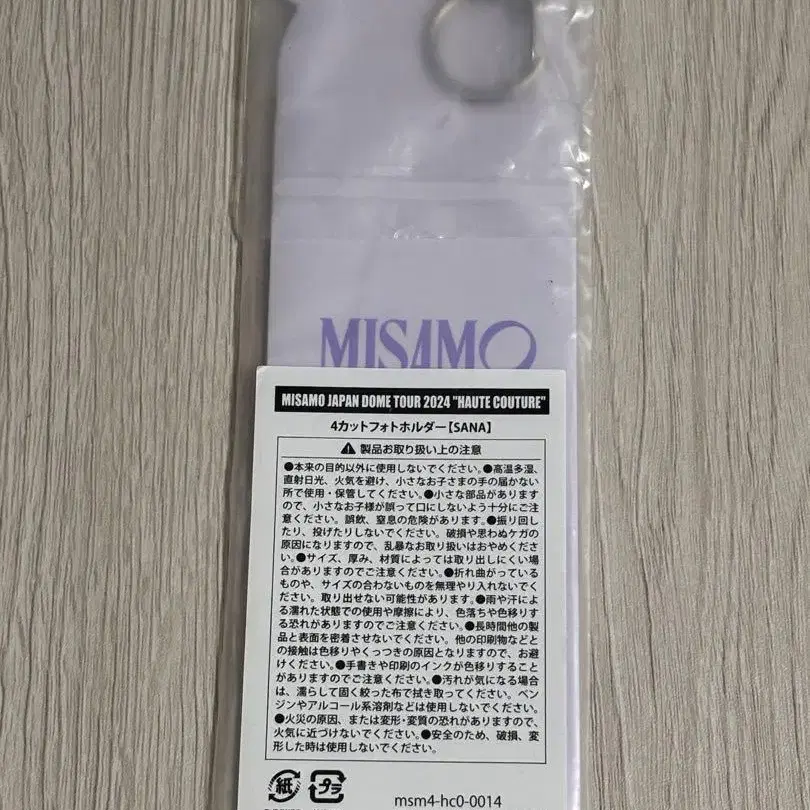 MISAMO
MISAMO JAPAN DOME TOUR 2024 "HAUTE COUTURE"
4カットフォトホルダー【SANA】
⚠ 製品お取り扱い上の注意
●本来の目的以外に使用しないでください。●高温多湿、
直射日光、火気を避け、小さなお子さまの手の届かない
所で使用・保管してください。●小さな部品があります
ので、小さなお子様が誤って口にしないよう十分にご注
意ください。誤飲、窒息の危険があります。●振り回し
たり、投げたりしないでください。破損や思わぬケガの
原因になりますので、乱暴なお取り扱いはおやめくださ
い。●サイズ、厚み、材質によっては取り出しにくい場
合がありますのでご注意ください。●折れ曲がっている
ものや、サイズの合わないものを無理やり入れないでく
ださい。取り出せない可能性があります。●雨や汗によ
る濡れた状態での使用や摩擦により、色落ちや色移りす
る恐れがありますのでご注意ください。●長時間他の製
品と表面を密着させないでください。他の印刷物などと
の接触は色移りやくっつきの原因となりますので、お避
けください。●手書きや印刷のインクが色移りすること
がありますのでご注意ください。●汚れが気になる場合
は、濡らして固く絞った布で拭き取ってください。ベン
ジンやアルコール系溶剤などは使用しないでください。
●火災の原因、または変形・変質の恐れがありますので、
火気に近づけないでください。●安全のため、破損、変
形した時は使用しないでください。
紙 プラ msm4-hc0-0014